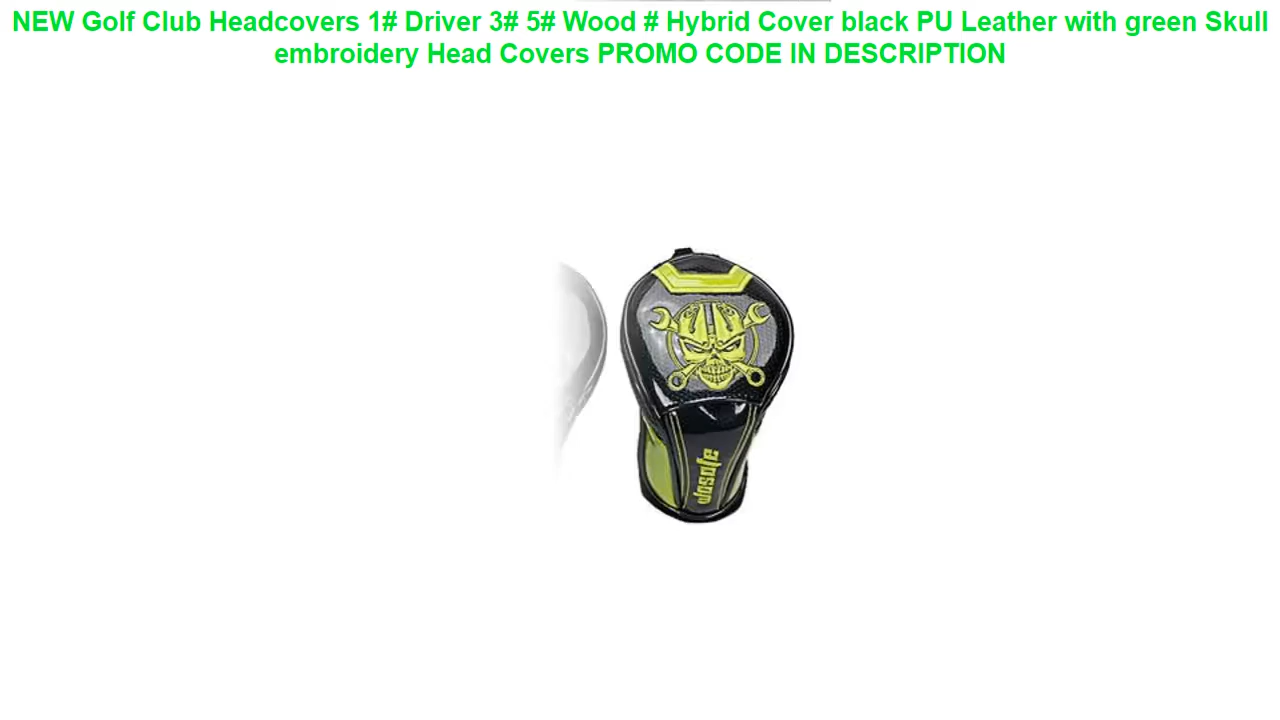 NEW Golf Club Headcovers 1# Driver 3# 5# Wood # Hybrid Cover black PU Leather with green Skull
embroidery Head Covers PROMO CODE IN DESCRIPTION